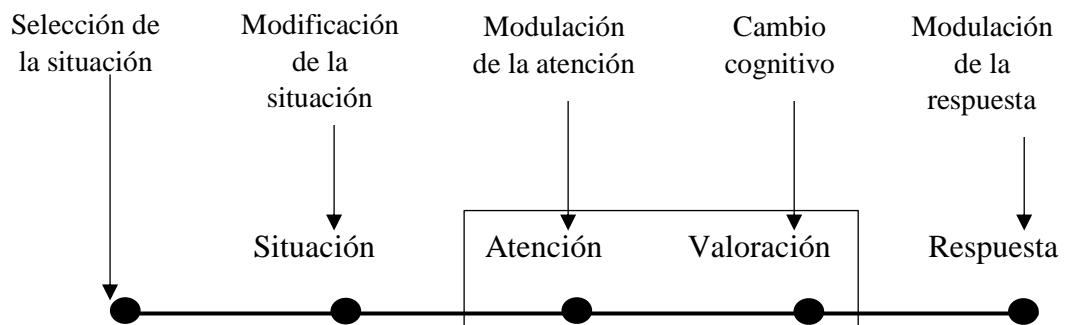 Selección de
la situación
Modificación
de la
situación
Modulación
de la atención
Cambio
cognitivo
Modulación
de la
respuesta
Situación
Atención
Valoración
Respuesta